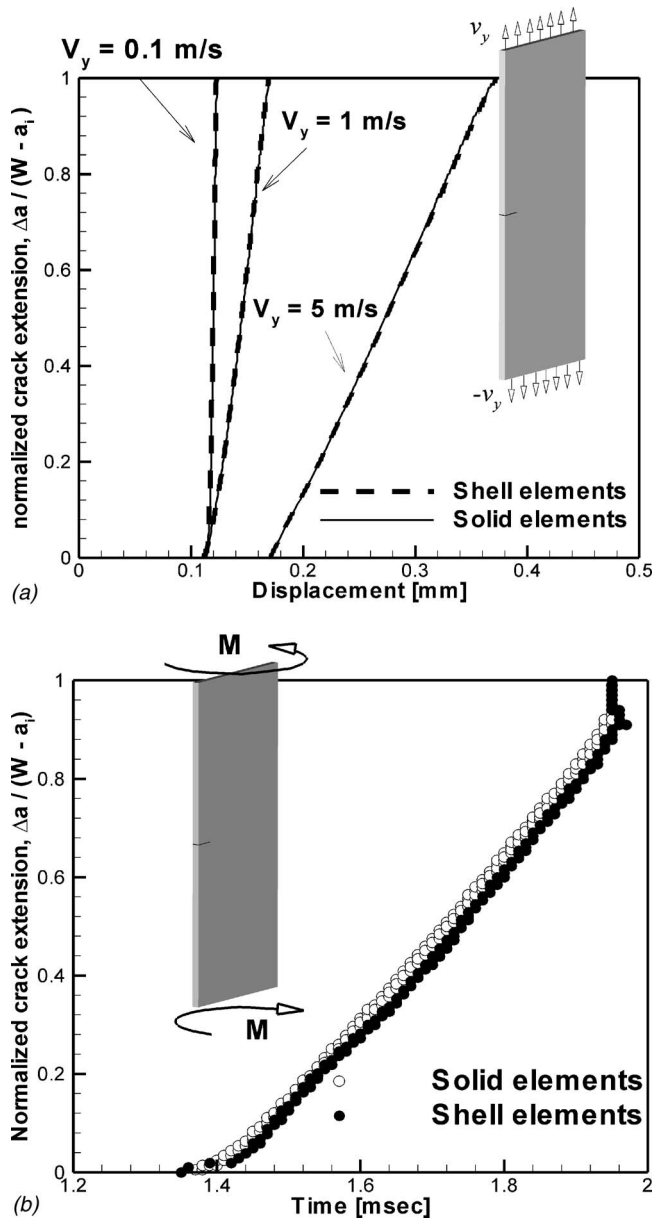 V_y = 0.1 m/s
v_y
1
normalized crack extension, Δa / (W - a_i)
V_y = 1 m/s
0.8
0.6
V_y = 5 m/s
0.4
-v_y
0.2
Shell elements
Solid elements
0
0 0.1 0.2 0.3 0.4 0.5
(a) Displacement [mm]
M
1
Normalized crack extension, Δa / (W - a_i)
0.8
0.6
0.4
M
0.2
Solid elements
Shell elements
0
1.2 1.4 1.6 1.8 2
(b) Time [msec]